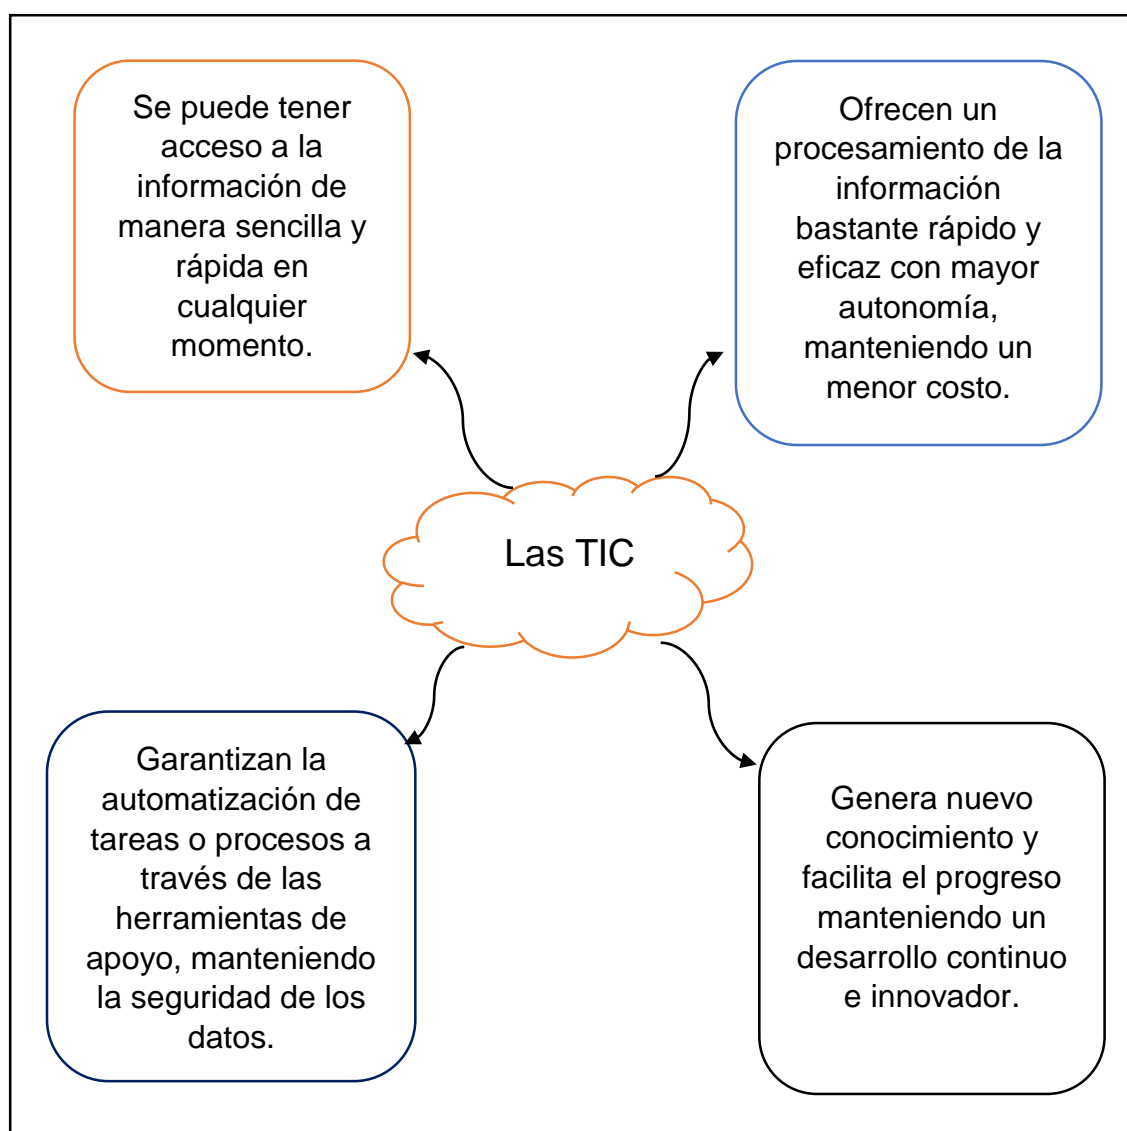 Se puede tener
acceso a la
información de
manera sencilla y
rápida en
cualquier
momento.
Ofrecen un
procesamiento de la
información
bastante rápido y
eficaz con mayor
autonomía,
manteniendo un
menor costo.
Las TIC
Garantizan la
automatización de
tareas o procesos a
través de las
herramientas de
apoyo, manteniendo
la seguridad de los
datos.
Genera nuevo
conocimiento y
facilita el progreso
manteniendo un
desarrollo continuo
e innovador.